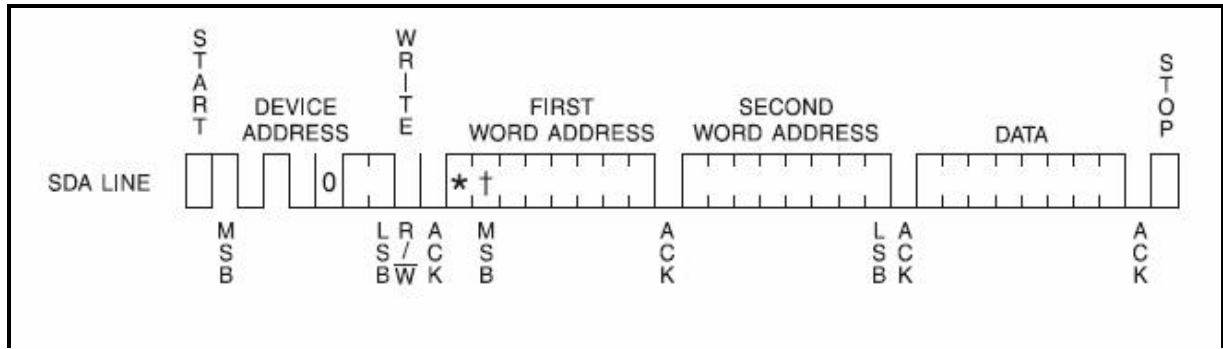 START
WRITE
STOP
DEVICE
ADDRESS
FIRST
WORD ADDRESS
SECOND
WORD ADDRESS
DATA
SDA LINE
0
* †
MSB
LSB
R/W
ACK
MSB
ACK
LSB
ACK
ACK